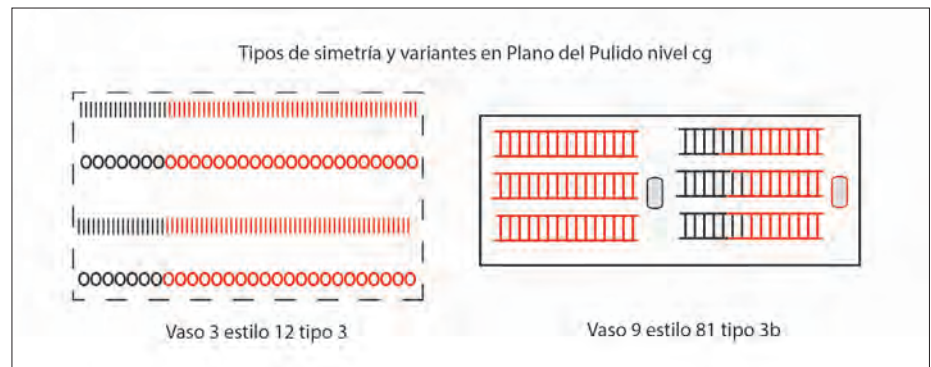 Tipos de simetría y variantes en Plano del Pulido nivel cg
Vaso 3 estilo 12 tipo 3
Vaso 9 estilo 81 tipo 3b